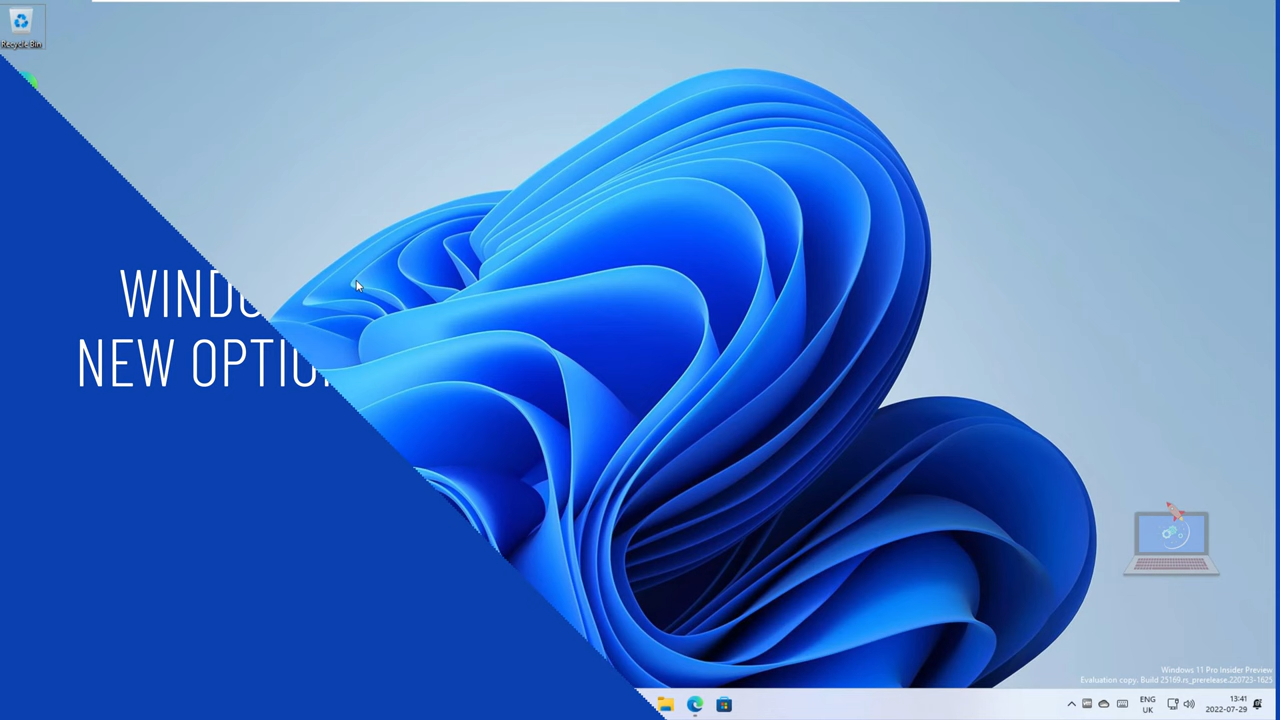 Recycle Bin
WINDO
NEW OPTIO
Windows 11 Pro Insider Preview
Evaluation copy. Build 25169.rs_prerelease.220723-1625
ENG
UK
13:41
2022-07-29